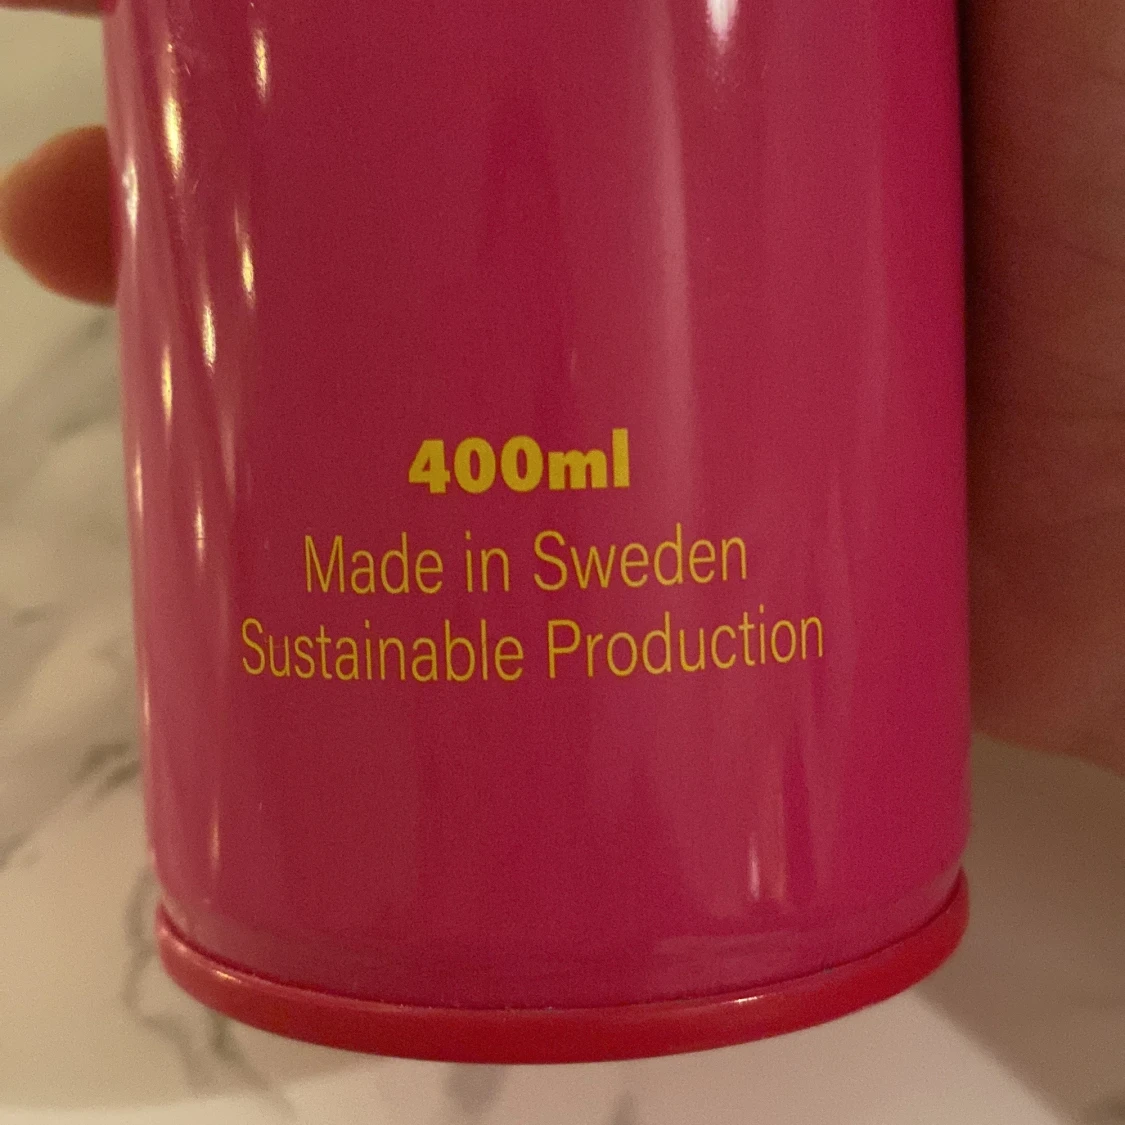 400ml
Made in Sweden
Sustainable Production